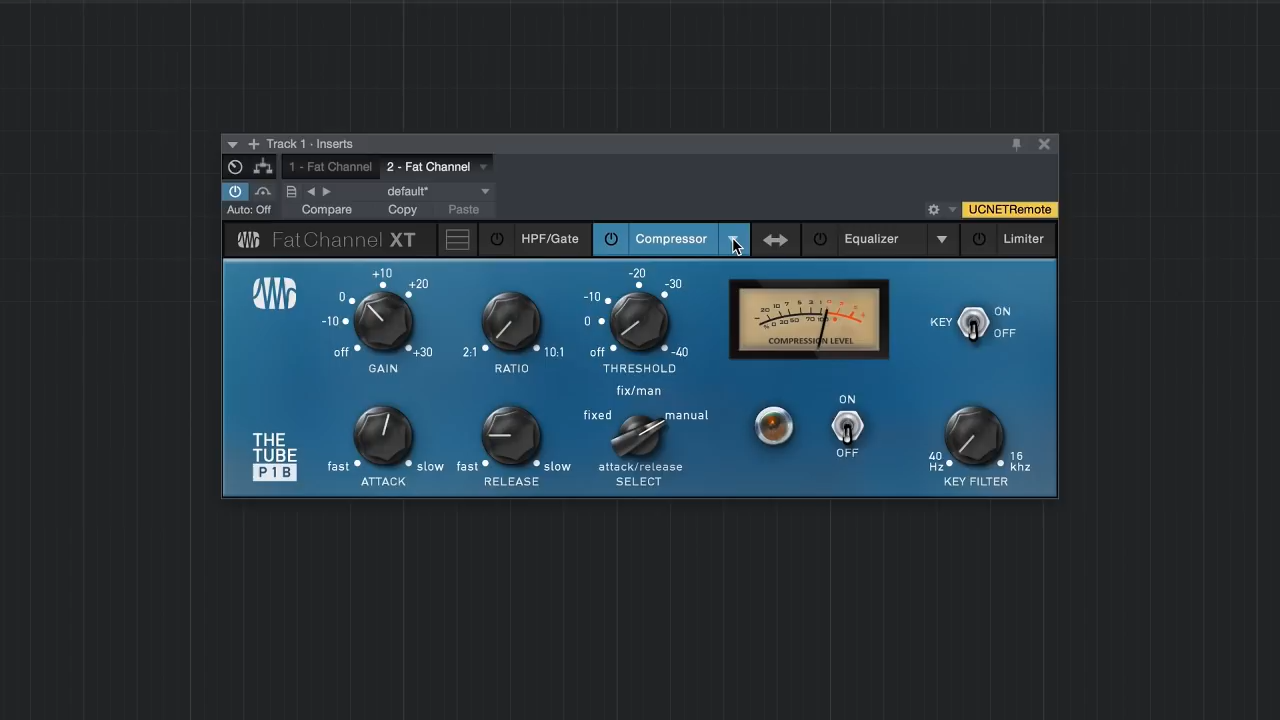 Track 1 · Inserts
1 - Fat Channel 2 - Fat Channel
default*
Auto: Off Compare Copy Paste UCNETRemote
FatChannel XT HPF/Gate Compressor Equalizer Limiter
-10 0 +10 +20 off +30
GAIN
2:1 10:1
RATIO
-20 -10 -30 0 off -40
THRESHOLD
COMPRESSION LEVEL
KEY ON OFF
fix/man
fixed manual
attack/release
SELECT
THE
TUBE
P1B
fast slow
ATTACK
fast slow
RELEASE
ON
OFF
40 Hz 16 khz
KEY FILTER